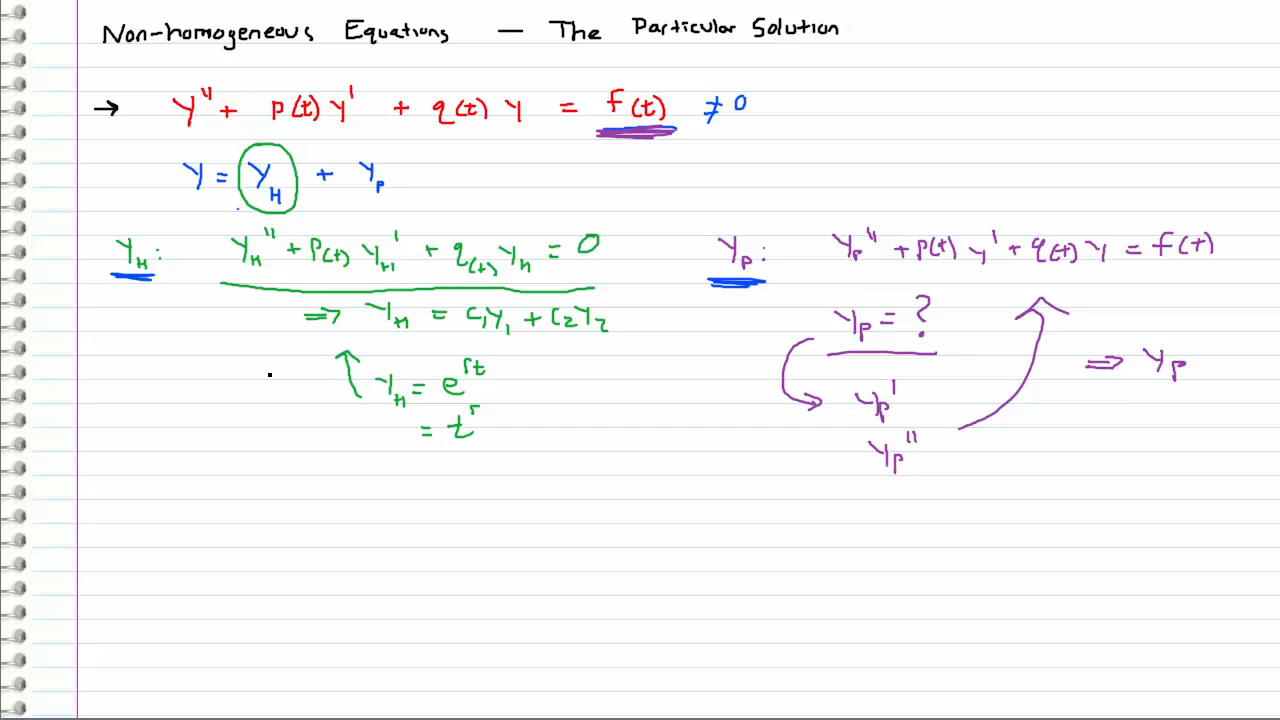 Non-homogeneous Equations — The Particular Solution
→ y'' + p(t) y' + q(t) y = f(t) ≠ 0
y = y_H + y_p
y_H: y_H'' + p(t) y_H' + q(t) y_H = 0
⇒ y_H = c₁y₁ + c₂y₂
y_H = e^{rt}
= t^r
y_p: y_p'' + p(t) y' + q(t) y = f(t)
y_p = ?
⇒ y_p
y_p'
y_p''